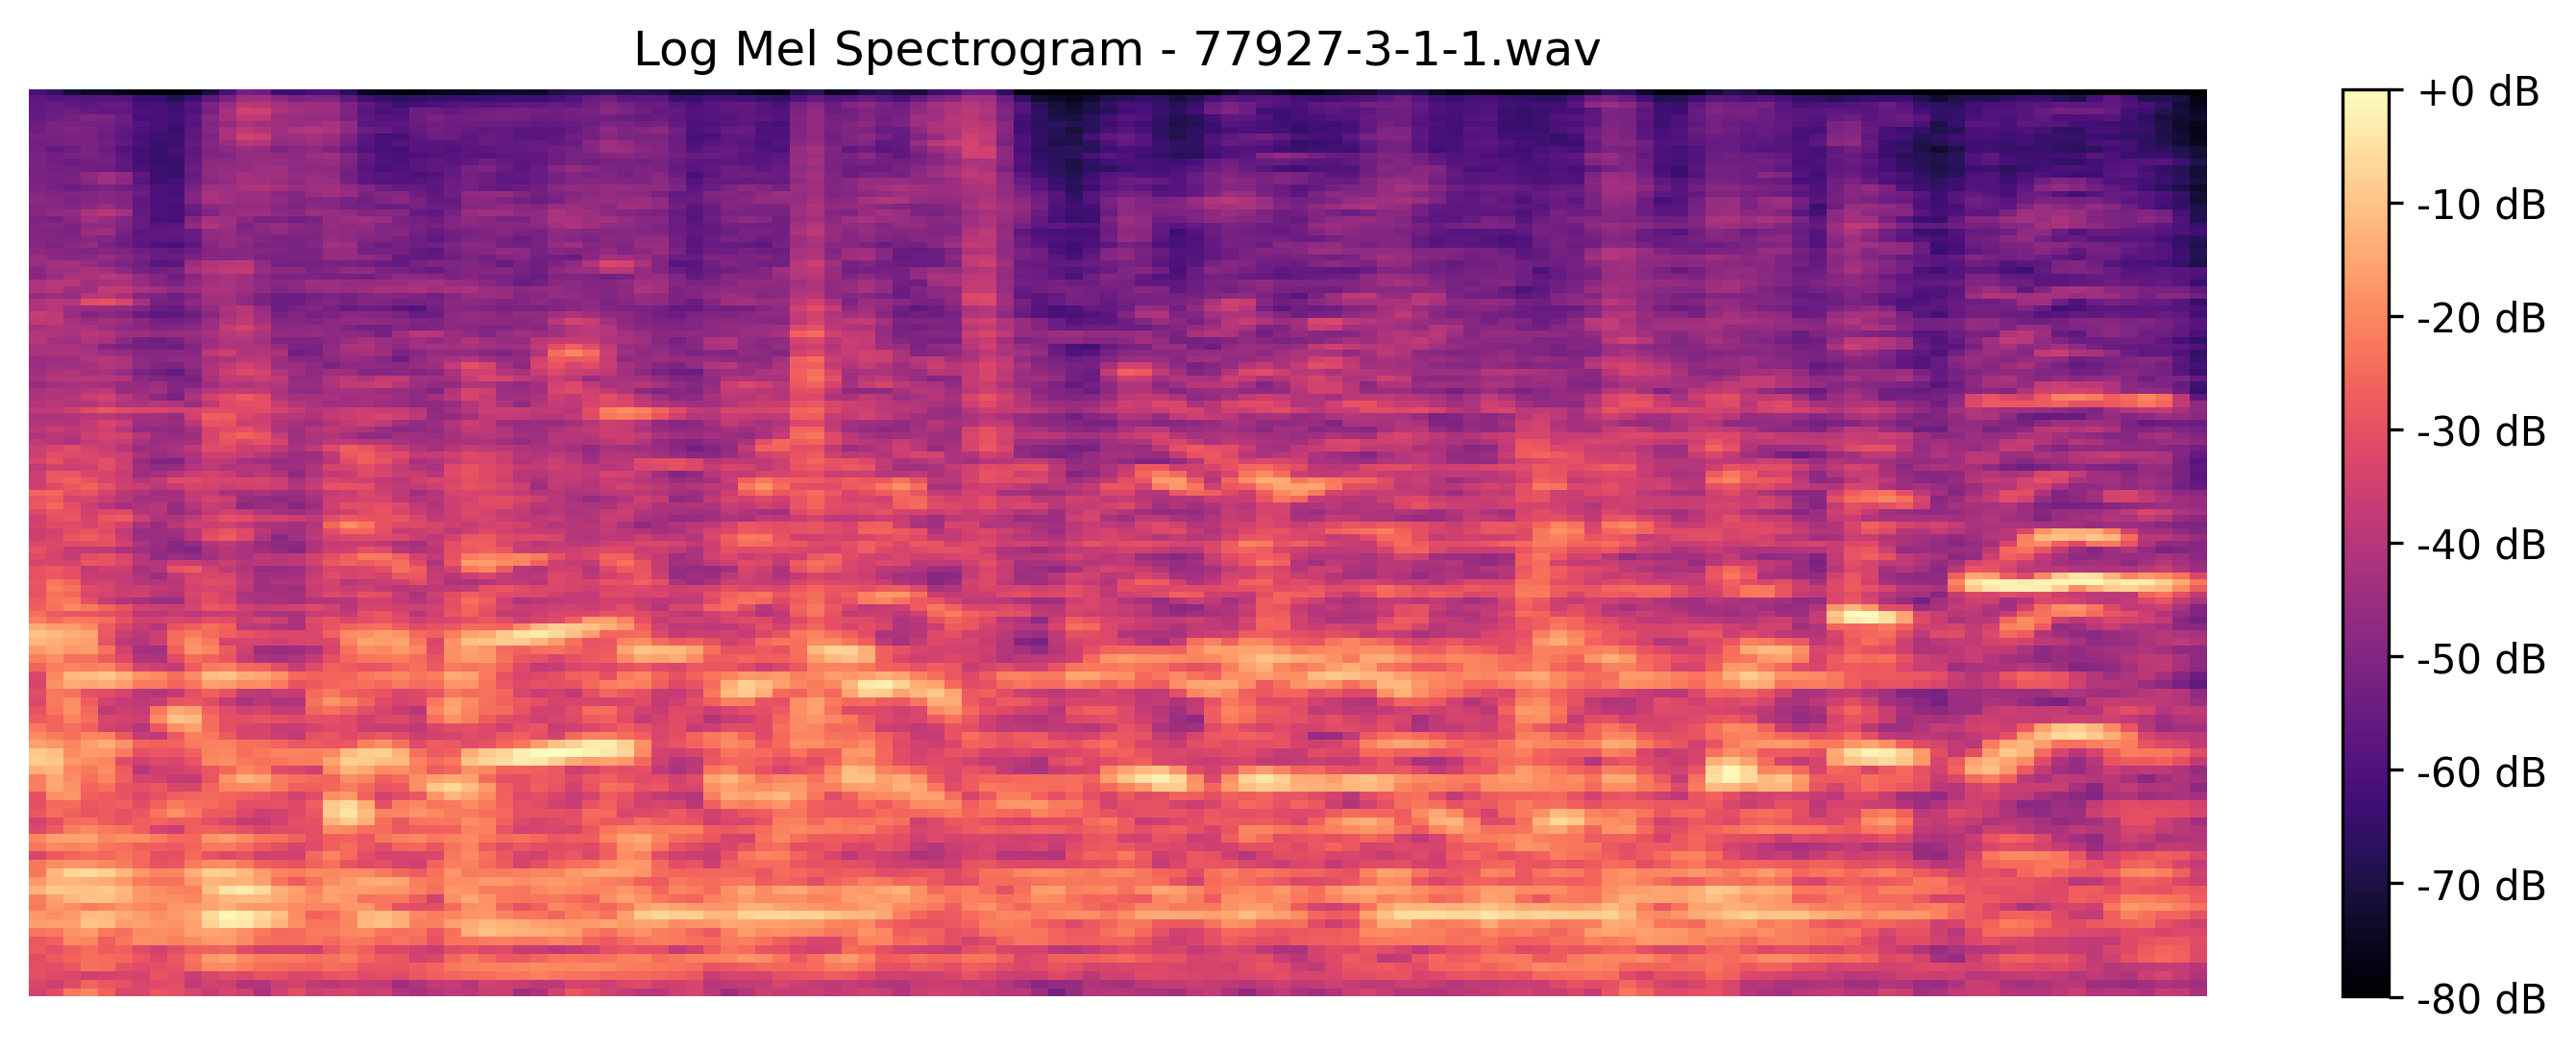 Log Mel Spectrogram - 77927-3-1-1.wav
+0 dB
-10 dB
-20 dB
-30 dB
-40 dB
-50 dB
-60 dB
-70 dB
-80 dB